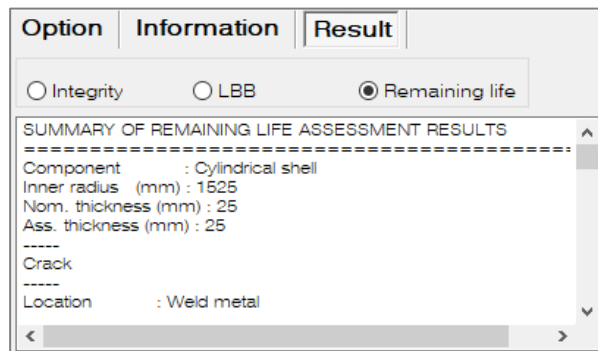 Option Information Result
Integrity LBB Remaining life
SUMMARY OF REMAINING LIFE ASSESSMENT RESULTS
============================================
Component : Cylindrical shell
Inner radius (mm) : 1525
Nom. thickness (mm) : 25
Ass. thickness (mm) : 25
-----
Crack
-----
Location : Weld metal